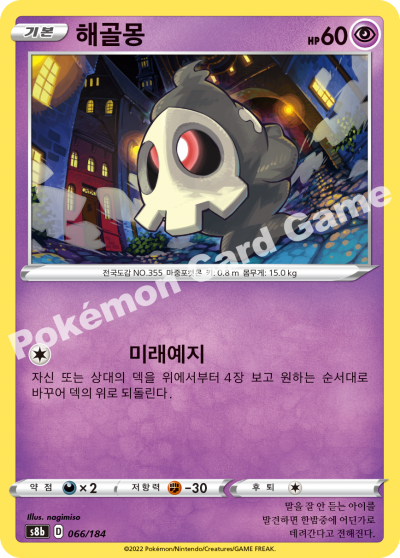 기본 해골몽 HP60
전국도감 NO.355 마중포켓몬 키: 0.8 m 몸무게: 15.0 kg
미래예지
자신 또는 상대의 덱을 위에서부터 4장 보고 원하는 순서대로
바꾸어 덱의 위로 되돌린다.
약점 ×2 저항력 -30 후퇴
Illus. nagimiso
s8b D 066/184
말을 잘 안 듣는 아이를
발견하면 한밤중에 어딘가로
데려간다고 전해진다.
©2022 Pokémon/Nintendo/Creatures/GAME FREAK.
Pokémon Card Game